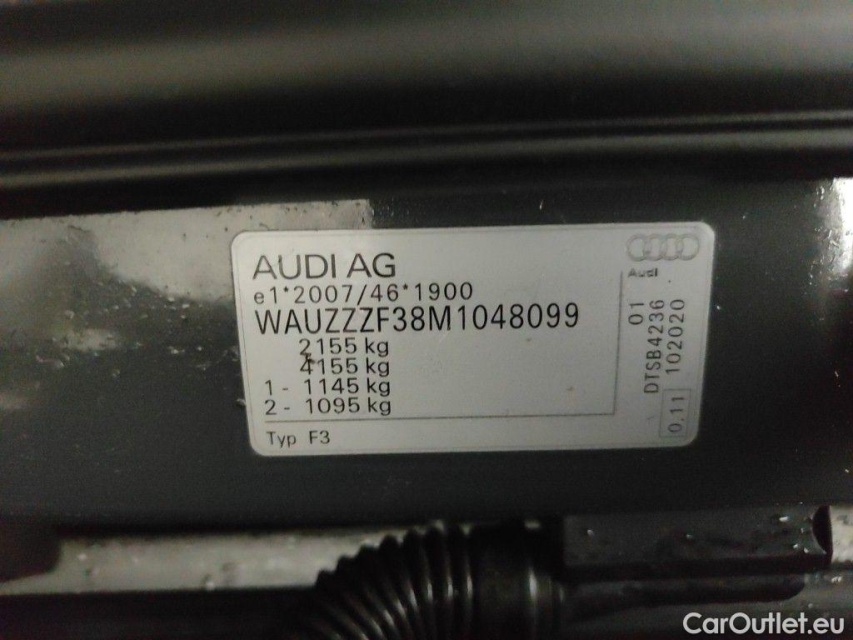 AUDI AG
e1*2007/46*1900
WAUZZZF38M1048099
2155 kg
4155 kg
1 - 1145 kg
2 - 1095 kg
Typ F3
Audi
01
DTSB4236
102020
0,11
CarOutlet.eu